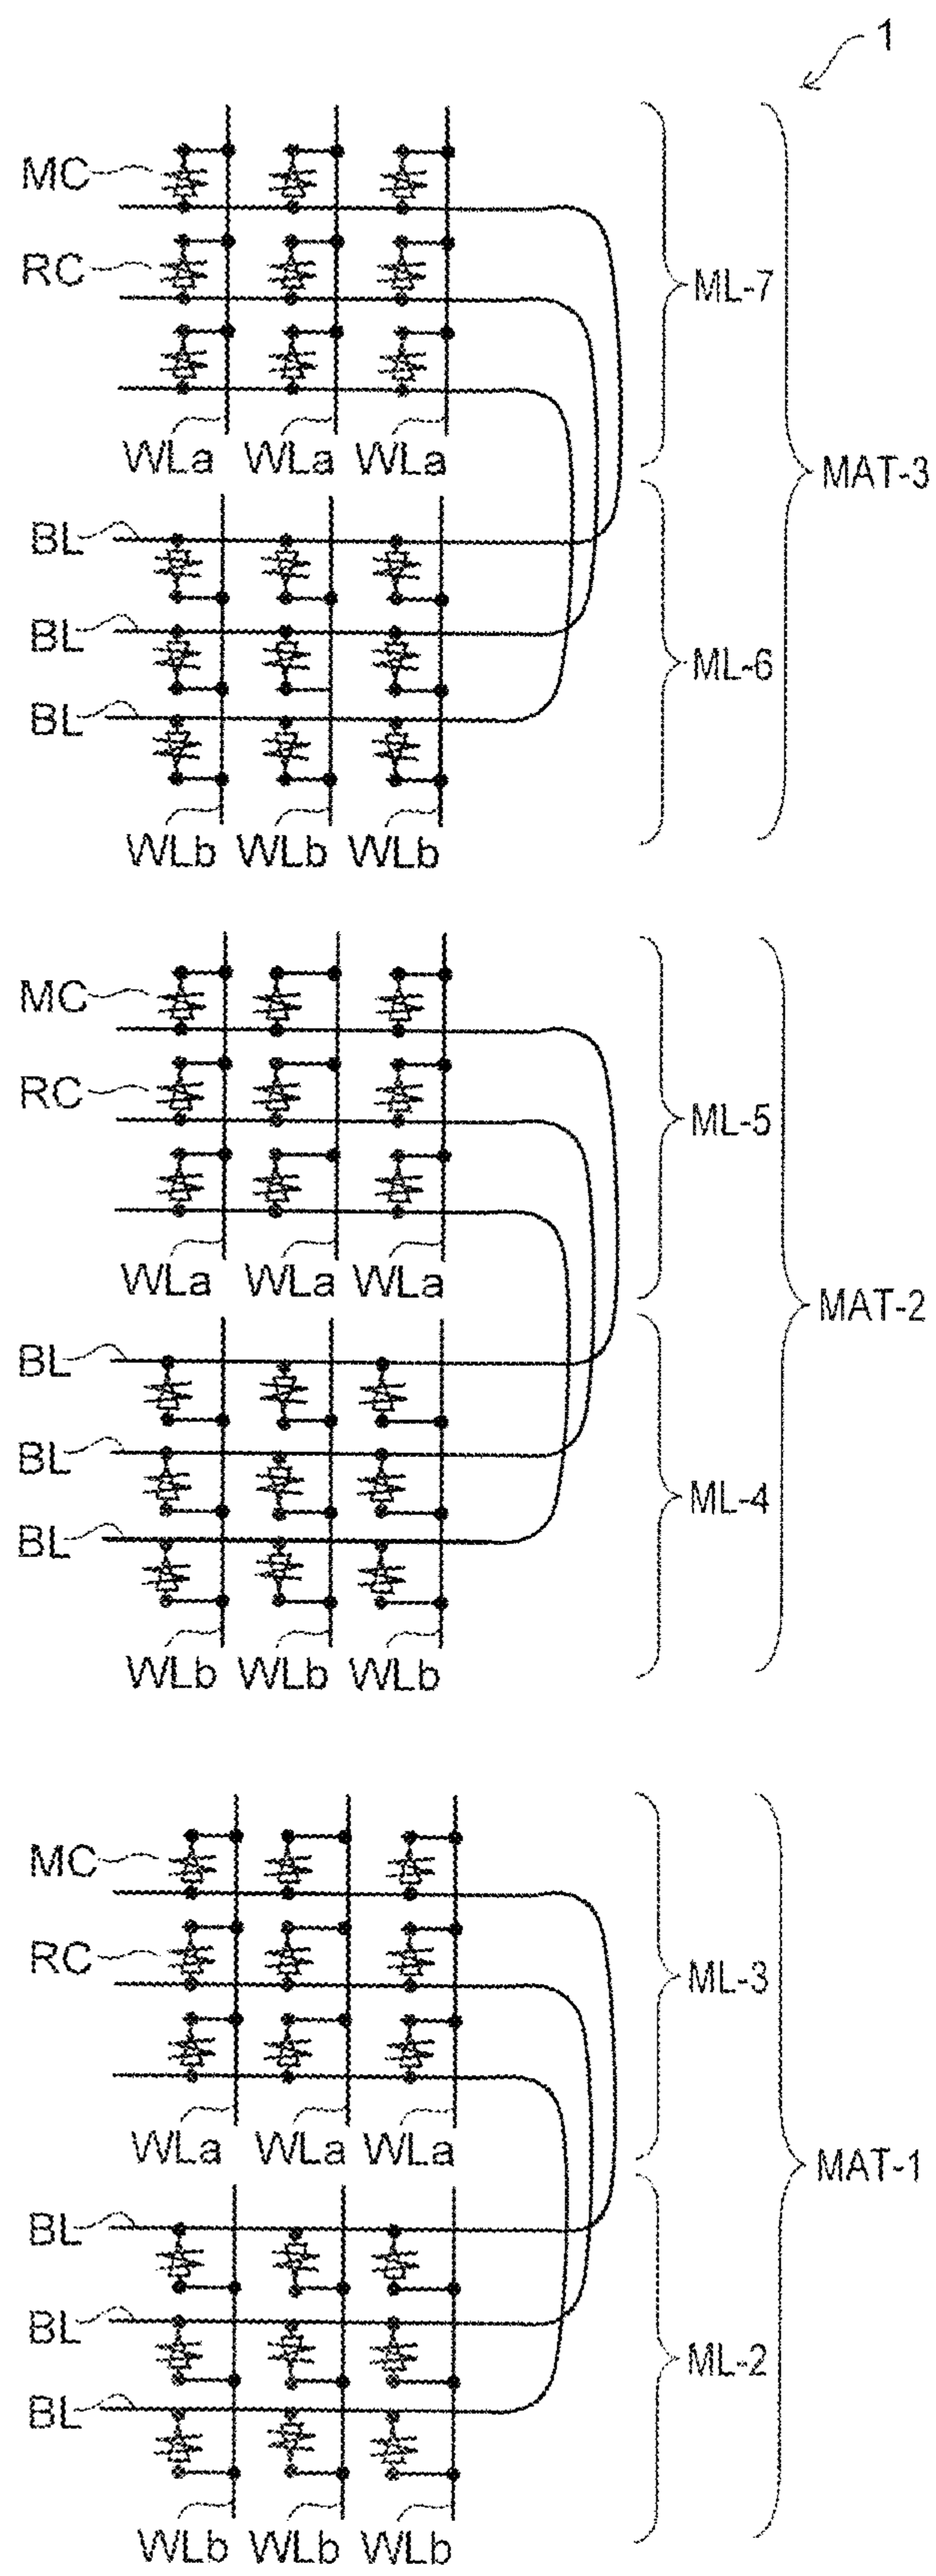 1
MC
RC
ML-7
WLa WLa WLa
MAT-3
BL
BL
ML-6
BL
WLb WLb WLb
MC
RC
ML-5
WLa WLa WLa
MAT-2
BL
BL
ML-4
BL
WLb WLb WLb
MC
RC
ML-3
WLa WLa WLa
MAT-1
BL
BL
ML-2
BL
WLb WLb WLb